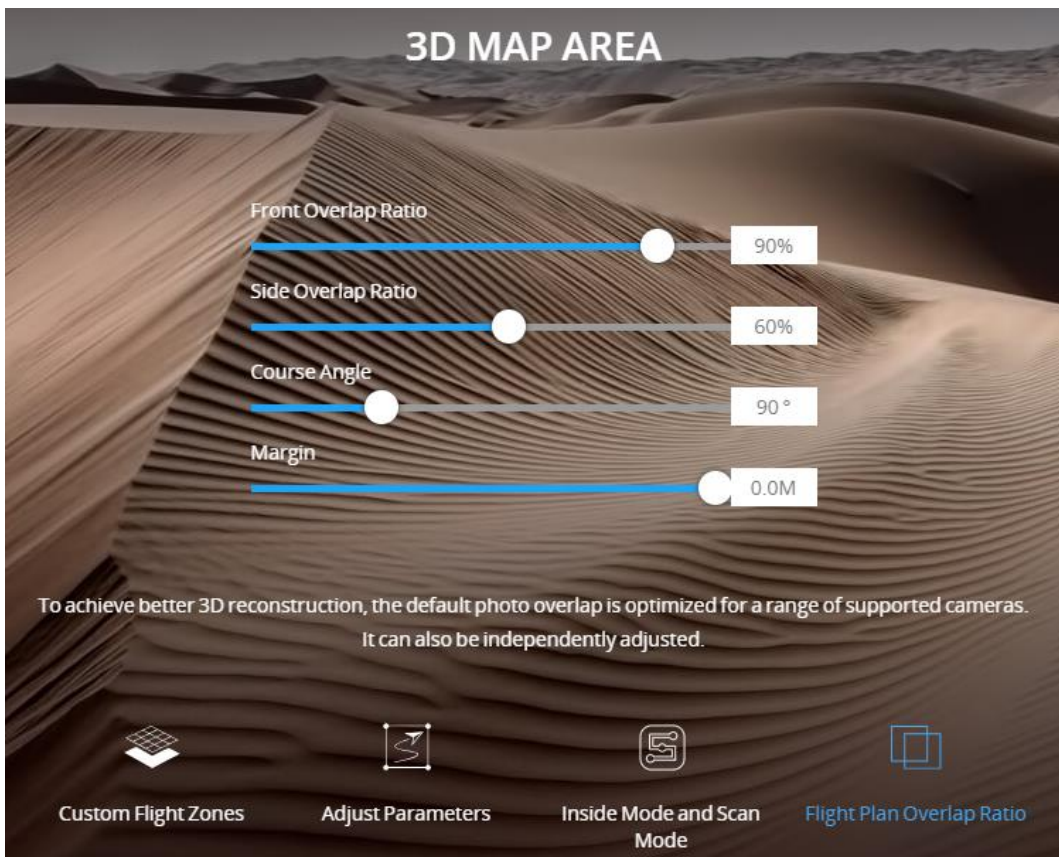 3D MAP AREA
Front Overlap Ratio
90%
Side Overlap Ratio
60%
Course Angle
90 °
Margin
0.0M
To achieve better 3D reconstruction, the default photo overlap is optimized for a range of supported cameras.
It can also be independently adjusted.
Custom Flight Zones
Adjust Parameters
Inside Mode and Scan
Mode
Flight Plan Overlap Ratio